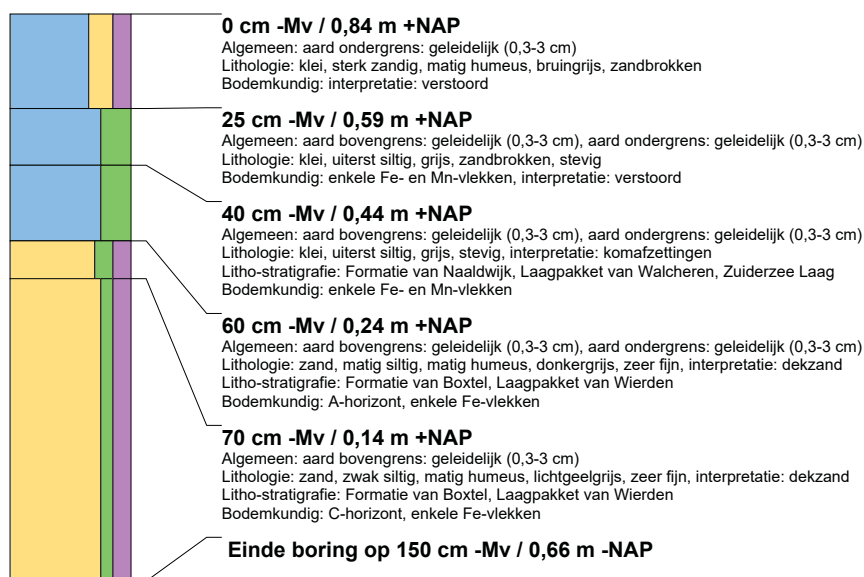 0 cm -Mv / 0,84 m +NAP
Algemeen: aard ondergrens: geleidelijk (0,3-3 cm)
Lithologie: klei, sterk zandig, matig humeus, bruingrijs, zandbrokken
Bodemkundig: interpretatie: verstoord
25 cm -Mv / 0,59 m +NAP
Algemeen: aard bovengrens: geleidelijk (0,3-3 cm), aard ondergrens: geleidelijk (0,3-3 cm)
Lithologie: klei, uiterst siltig, grijs, zandbrokken, stevig
Bodemkundig: enkele Fe- en Mn-vlekken, interpretatie: verstoord
40 cm -Mv / 0,44 m +NAP
Algemeen: aard bovengrens: geleidelijk (0,3-3 cm), aard ondergrens: geleidelijk (0,3-3 cm)
Lithologie: klei, uiterst siltig, grijs, stevig, interpretatie: komafzettingen
Litho-stratigrafie: Formatie van Naaldwijk, Laagpakket van Walcheren, Zuiderzee Laag
Bodemkundig: enkele Fe- en Mn-vlekken
60 cm -Mv / 0,24 m +NAP
Algemeen: aard bovengrens: geleidelijk (0,3-3 cm), aard ondergrens: geleidelijk (0,3-3 cm)
Lithologie: zand, matig siltig, matig humeus, donkergrijs, zeer fijn, interpretatie: dekzand
Litho-stratigrafie: Formatie van Boxtel, Laagpakket van Wierden
Bodemkundig: A-horizont, enkele Fe-vlekken
70 cm -Mv / 0,14 m +NAP
Algemeen: aard bovengrens: geleidelijk (0,3-3 cm)
Lithologie: zand, zwak siltig, matig humeus, lichtgeelgrijs, zeer fijn, interpretatie: dekzand
Litho-stratigrafie: Formatie van Boxtel, Laagpakket van Wierden
Bodemkundig: C-horizont, enkele Fe-vlekken
Einde boring op 150 cm -Mv / 0,66 m -NAP